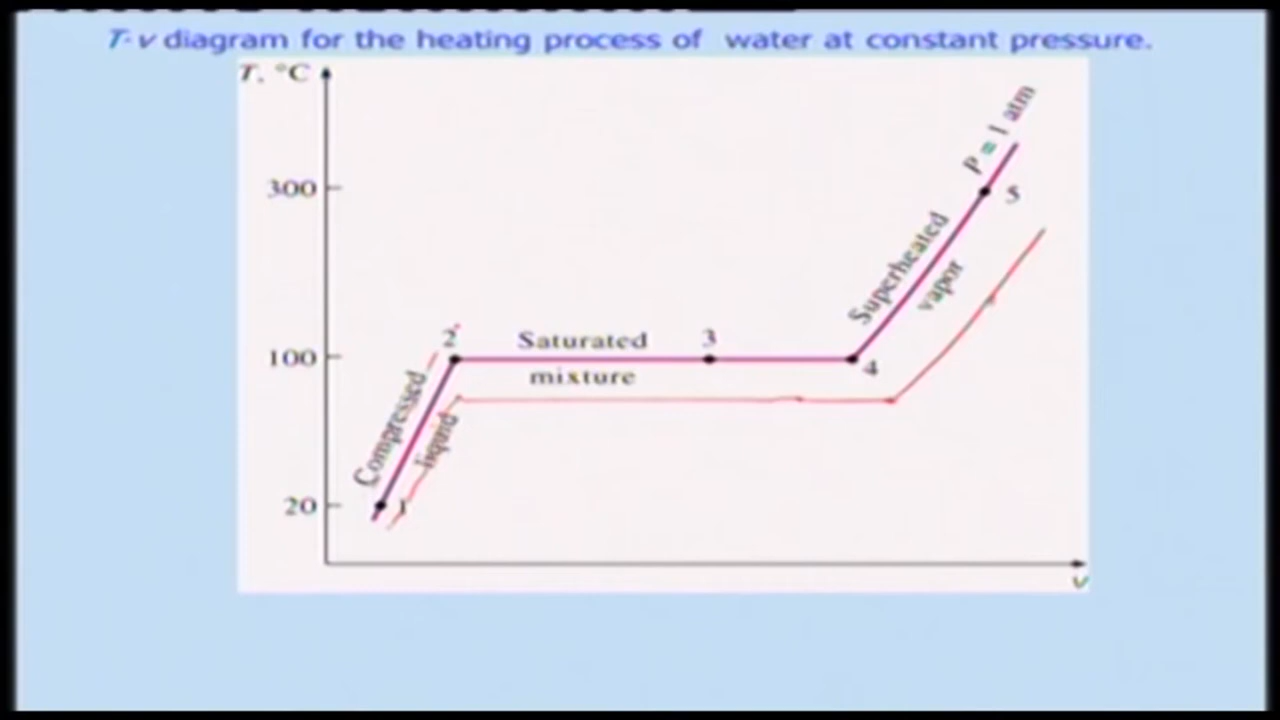 T-v diagram for the heating process of water at constant pressure.
T, °C
300
100
20
Compressed
liquid
1
2
Saturated
mixture
3
4
Superheated
vapor
5
P = 1 atm
v